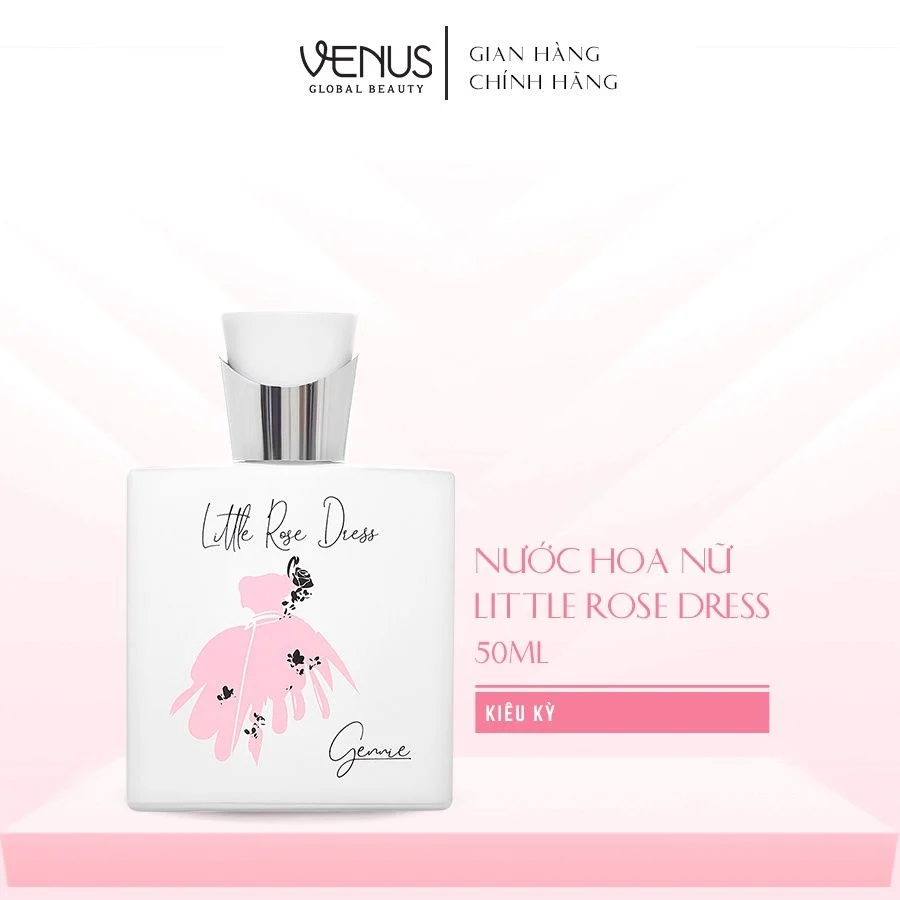 VENUS
GLOBAL BEAUTY
GIAN HÀNG
CHÍNH HÃNG
Little Rose Dress
Gennie
NƯỚC HOA NỮ
LITTLE ROSE DRESS
50ML
KIÊU KỲ